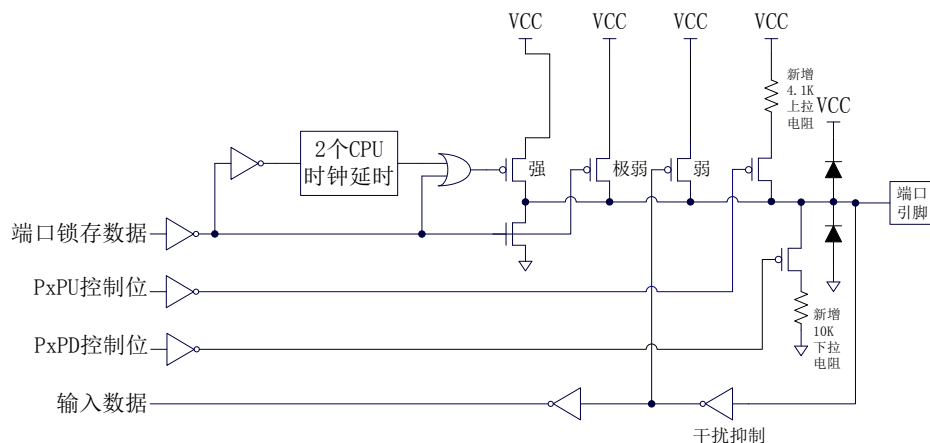 VCC
VCC
VCC
VCC
新增
4.1K
上拉
电阻
VCC
2个CPU
时钟延时
强
极弱
弱
端口
引脚
端口锁存数据
PxPU控制位
PxPD控制位
新增
10K
下拉
电阻
输入数据
干扰抑制